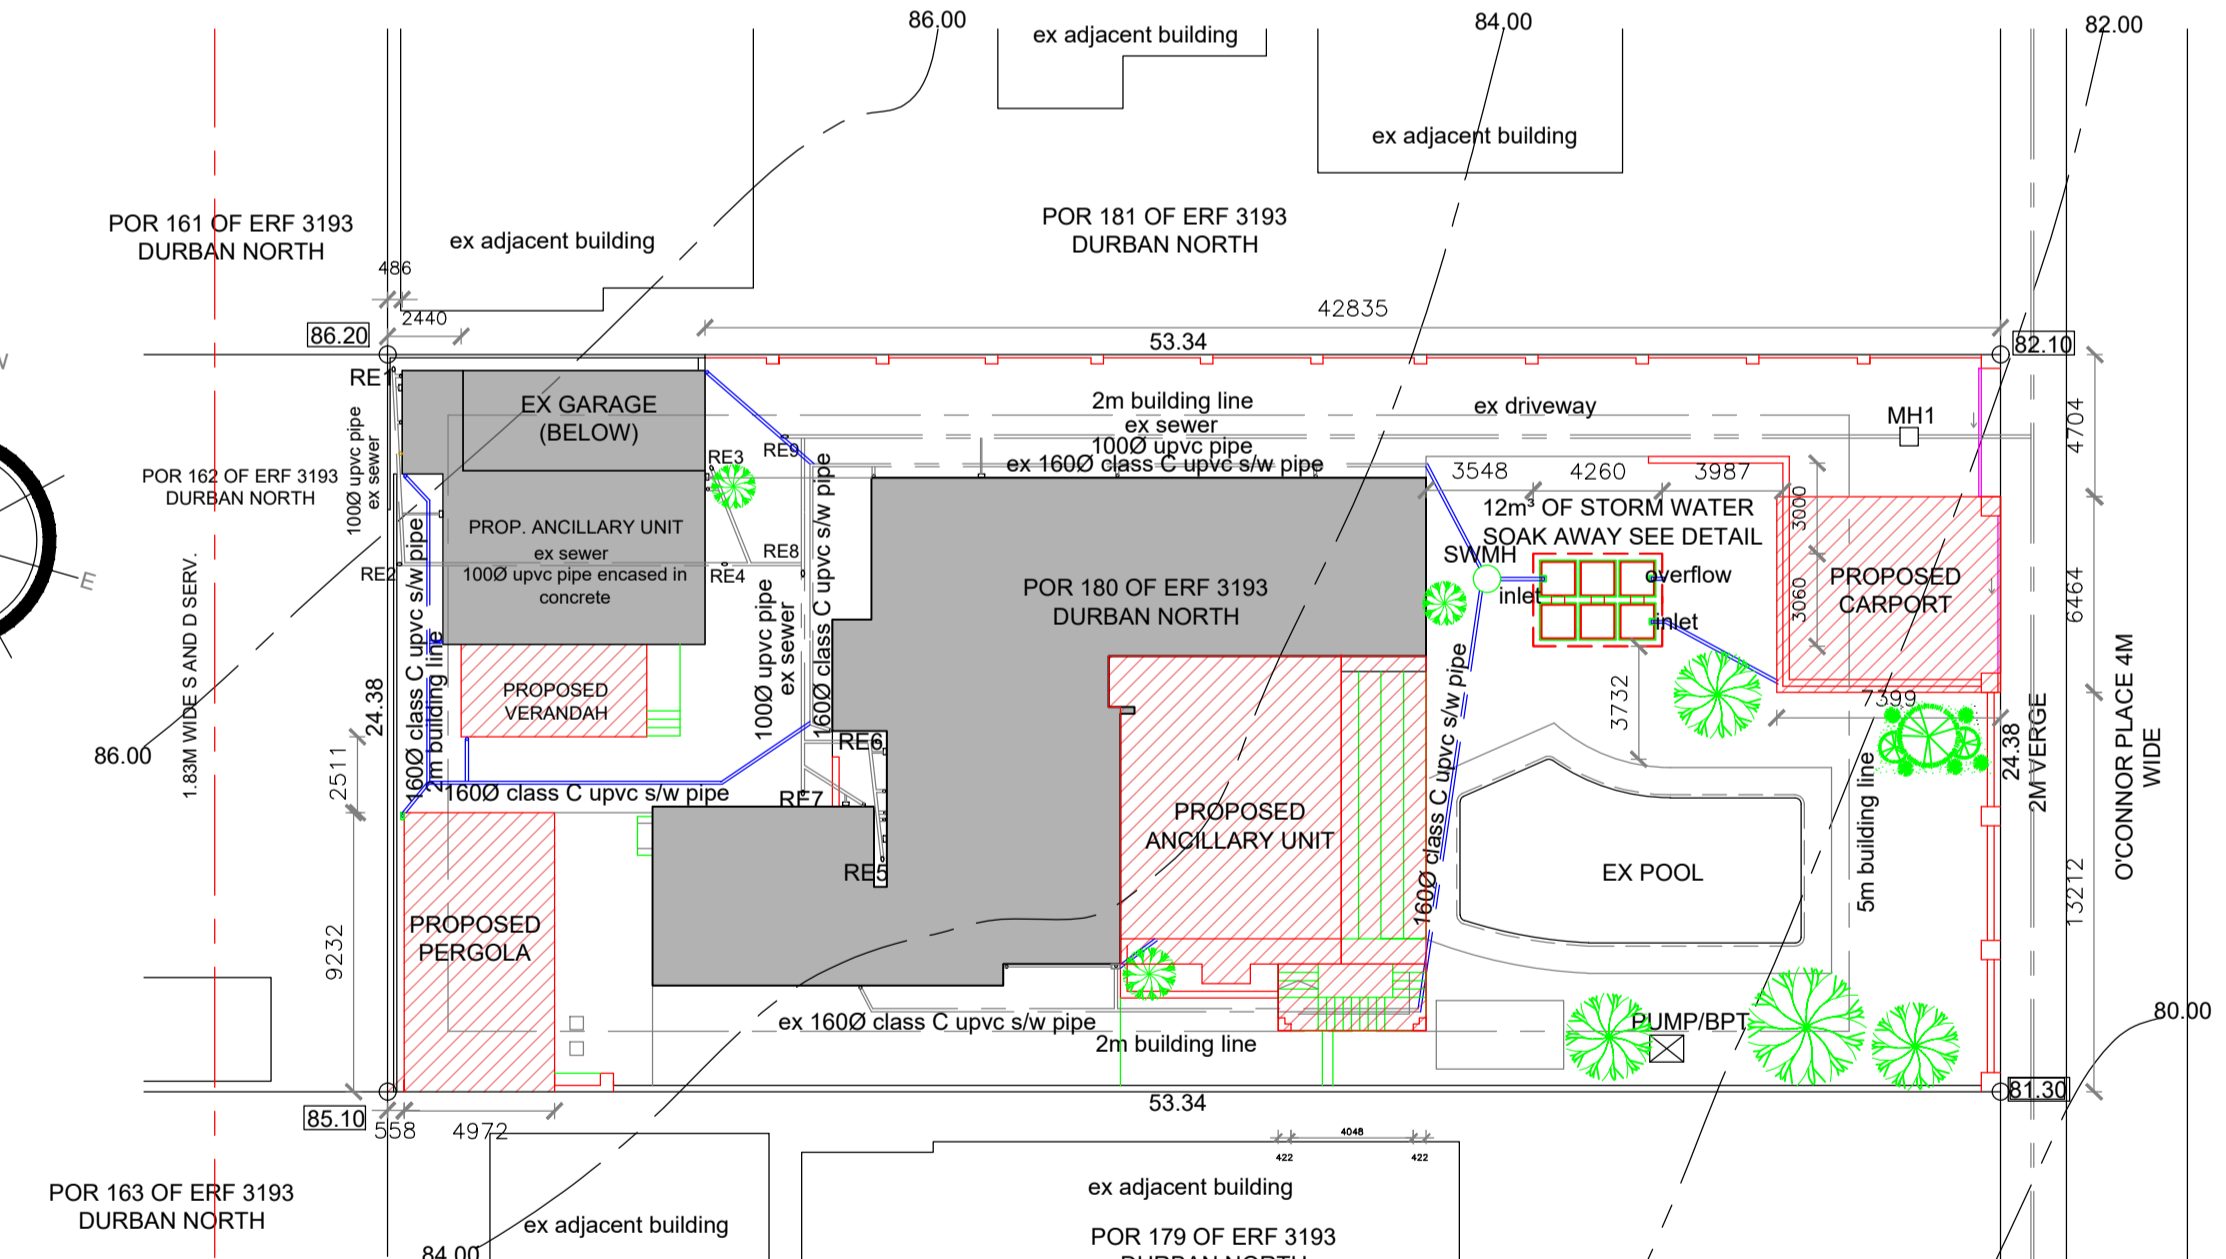 86.00
84.00
82.00
ex adjacent building
ex adjacent building
POR 161 OF ERF 3193
DURBAN NORTH
ex adjacent building
POR 181 OF ERF 3193
DURBAN NORTH
486
2440
42835
86.20
53.34
82.10
RE1
EX GARAGE
(BELOW)
2m building line
ex sewer
100Ø upvc pipe
ex 160Ø class C upvc s/w pipe
ex driveway
MH1
4704
RE3
RE9
3548
4260
3987
POR 162 OF ERF 3193
DURBAN NORTH
100Ø upvc pipe
ex sewer
PROP. ANCILLARY UNIT
ex sewer
100Ø upvc pipe encased in
concrete
RE2
RE4
RE8
12m³ OF STORM WATER
SOAK AWAY SEE DETAIL
SWMH
inlet
overflow
inlet
3000
3060
PROPOSED
CARPORT
6464
E
POR 180 OF ERF 3193
DURBAN NORTH
160Ø class C upvc s/w pipe
2m building line
100Ø upvc pipe
ex sewer
160Ø class C upvc s/w pipe
1.83M WIDE S AND D SERV.
24.38
PROPOSED
VERANDAH
86.00
2511
160Ø class C upvc s/w pipe
RE6
RE7
RE5
3732
7399
24.38
2M VERGE
O'CONNOR PLACE 4M
WIDE
160Ø class C upvc s/w pipe
PROPOSED
ANCILLARY UNIT
EX POOL
5m building line
13212
9232
PROPOSED
PERGOLA
ex 160Ø class C upvc s/w pipe
2m building line
PUMP/BPT
80.00
81.30
85.10
53.34
558
4972
4048
422
422
POR 163 OF ERF 3193
DURBAN NORTH
ex adjacent building
84.00
ex adjacent building
POR 179 OF ERF 3193
DURBAN NORTH